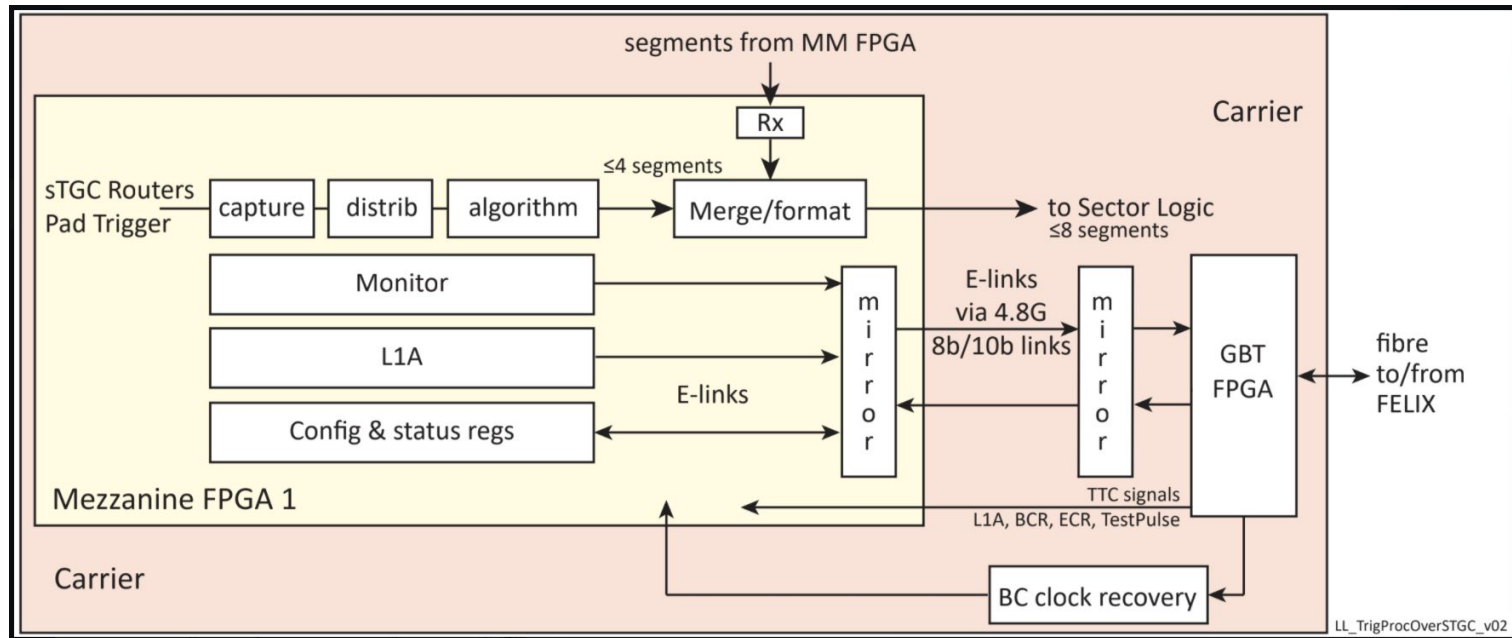 segments from MM FPGA
Carrier
Rx
≤4 segments
sTGC Routers
Pad Trigger
capture
distrib
algorithm
Merge/format
to Sector Logic
≤8 segments
Monitor
L1A
Config & status regs
E-links
mirror
E-links
via 4.8G
8b/10b links
mirror
GBT
FPGA
fibre
to/from
FELIX
Mezzanine FPGA 1
TTC signals
L1A, BCR, ECR, TestPulse
Carrier
BC clock recovery
LL_TrigProcOverSTGC_v02